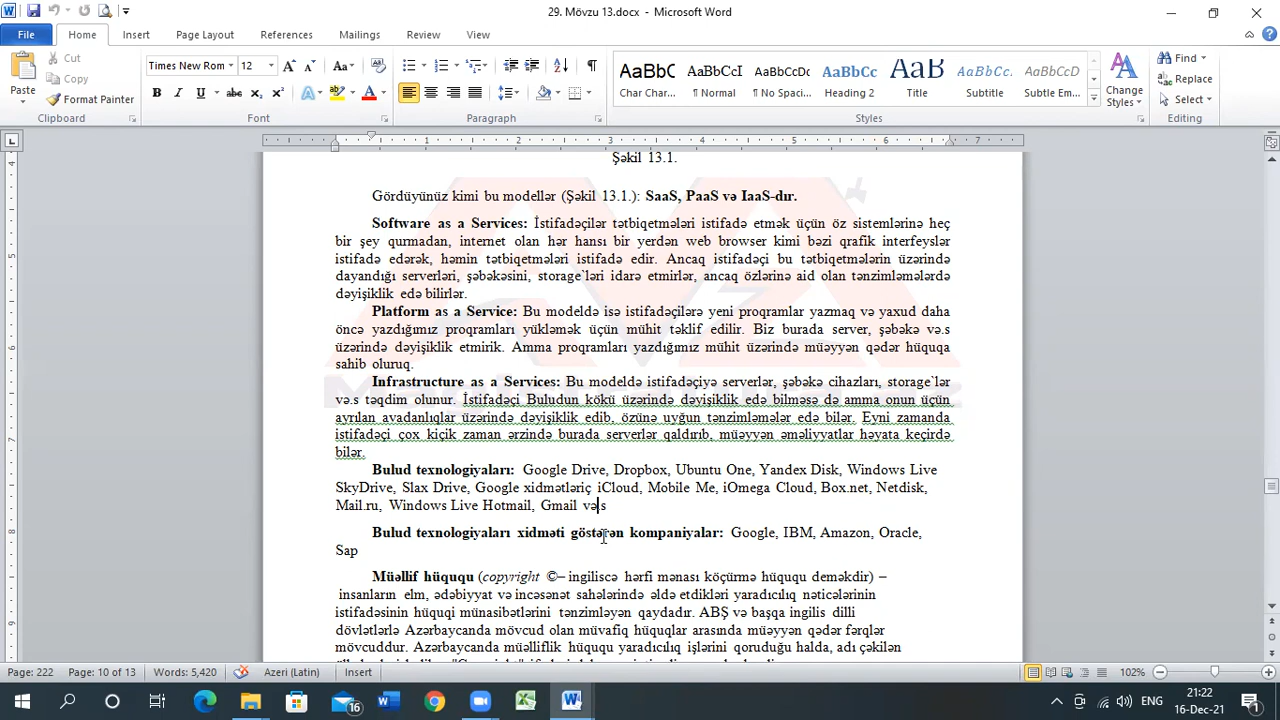 29. Mövzu 13.docx - Microsoft Word
File Home Insert Page Layout References Mailings Review View
Paste Cut Copy Format Painter Clipboard
Times New Rom 12 Font
Paragraph
AaBbC AaBbCcI AaBbCcDc AaBbCc AaB AaBbCcL AaBbCcD
Char Char... ¶ Normal ¶ No Spaci... Heading 2 Title Subtitle Subtle Em...
Change Styles Styles
Find Replace Select Editing
1 2 3 4 5 6 7
Şəkil 13.1.
Gördüyünüz kimi bu modellər (Şəkil 13.1.): SaaS, PaaS və IaaS-dır.
Software as a Services: İstifadəçilər tətbiqetmələri istifadə etmək üçün öz sistemlərinə heç
bir şey qurmadan, internet olan hər hansı bir yerdən web browser kimi bəzi qrafik interfeyslər
istifadə edərək, həmin tətbiqetmələri istifadə edir. Ancaq istifadəçi bu tətbiqetmələrin üzərində
dayandığı serverləri, şəbəkəsini, storage`ləri idarə etmirlər, ancaq özlərinə aid olan tənzimləmələrdə
dəyişiklik edə bilirlər.
Platform as a Service: Bu modeldə isə istifadəçilərə yeni proqramlar yazmaq və yaxud daha
öncə yazdığımız proqramları yükləmək üçün mühit təklif edilir. Biz burada server, şəbəkə və.s
üzərində dəyişiklik etmirik. Amma proqramları yazdığımız mühit üzərində müəyyən qədər hüquqa
sahib oluruq.
Infrastructure as a Services: Bu modeldə istifadəçiyə serverlər, şəbəkə cihazları, storage`lər
və.s təqdim olunur. İstifadəçi Buludun kökü üzərində dəyişiklik edə bilməsə də amma onun üçün
ayrılan avadanlıqlar üzərində dəyişiklik edib, özünə uyğun tənzimləmələr edə bilər. Eyni zamanda
istifadəçi çox kiçik zaman ərzində burada serverlər qaldırıb, müəyyən əməliyyatlar həyata keçirdə
bilər.
Bulud texnologiyaları: Google Drive, Dropbox, Ubuntu One, Yandex Disk, Windows Live
SkyDrive, Slax Drive, Google xidmətləriç iCloud, Mobile Me, iOmega Cloud, Box.net, Netdisk,
Mail.ru, Windows Live Hotmail, Gmail və.s
Bulud texnologiyaları xidməti göstərən kompaniyalar: Google, IBM, Amazon, Oracle,
Sap
Müəllif hüququ (copyright ©– ingiliscə hərfi mənası köçürmə hüququ deməkdir) –
insanların elm, ədəbiyyat və incəsənət sahələrində əldə etdikləri yaradıcılıq nəticələrinin
istifadəsinin hüquqi münasibətlərini tənzimləyən qaydadır. ABŞ və başqa ingilis dilli
dövlətlərlə Azərbaycanda mövcud olan müvafiq hüquqlar arasında müəyyən qədər fərqlər
mövcuddur. Azərbaycanda müəlliflik hüququ yaradıcılıq işlərini qoruduğu halda, adı çəkilən
Page: 222 Page: 10 of 13 Words: 5,420 Azeri (Latin) Insert 102%
16 ENG 21:22
16-Dec-21 1